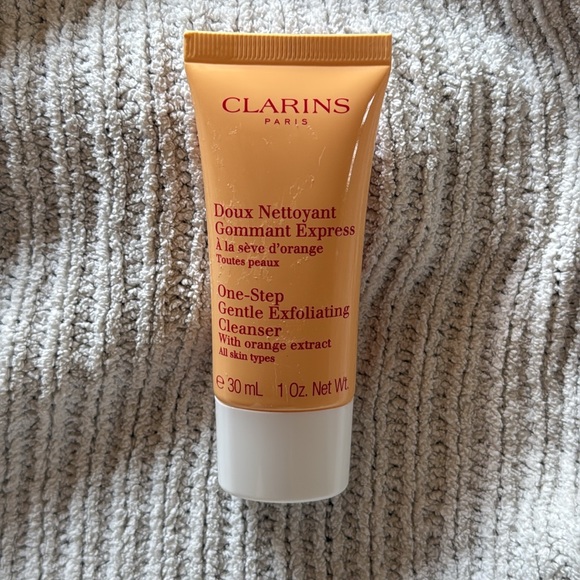 CLARINS
PARIS
Doux Nettoyant
Gommant Express
À la sève d'orange
Toutes peaux
One-Step
Gentle Exfoliating
Cleanser
With orange extract
All skin types
℮ 30 mL 1 Oz. Net Wt.